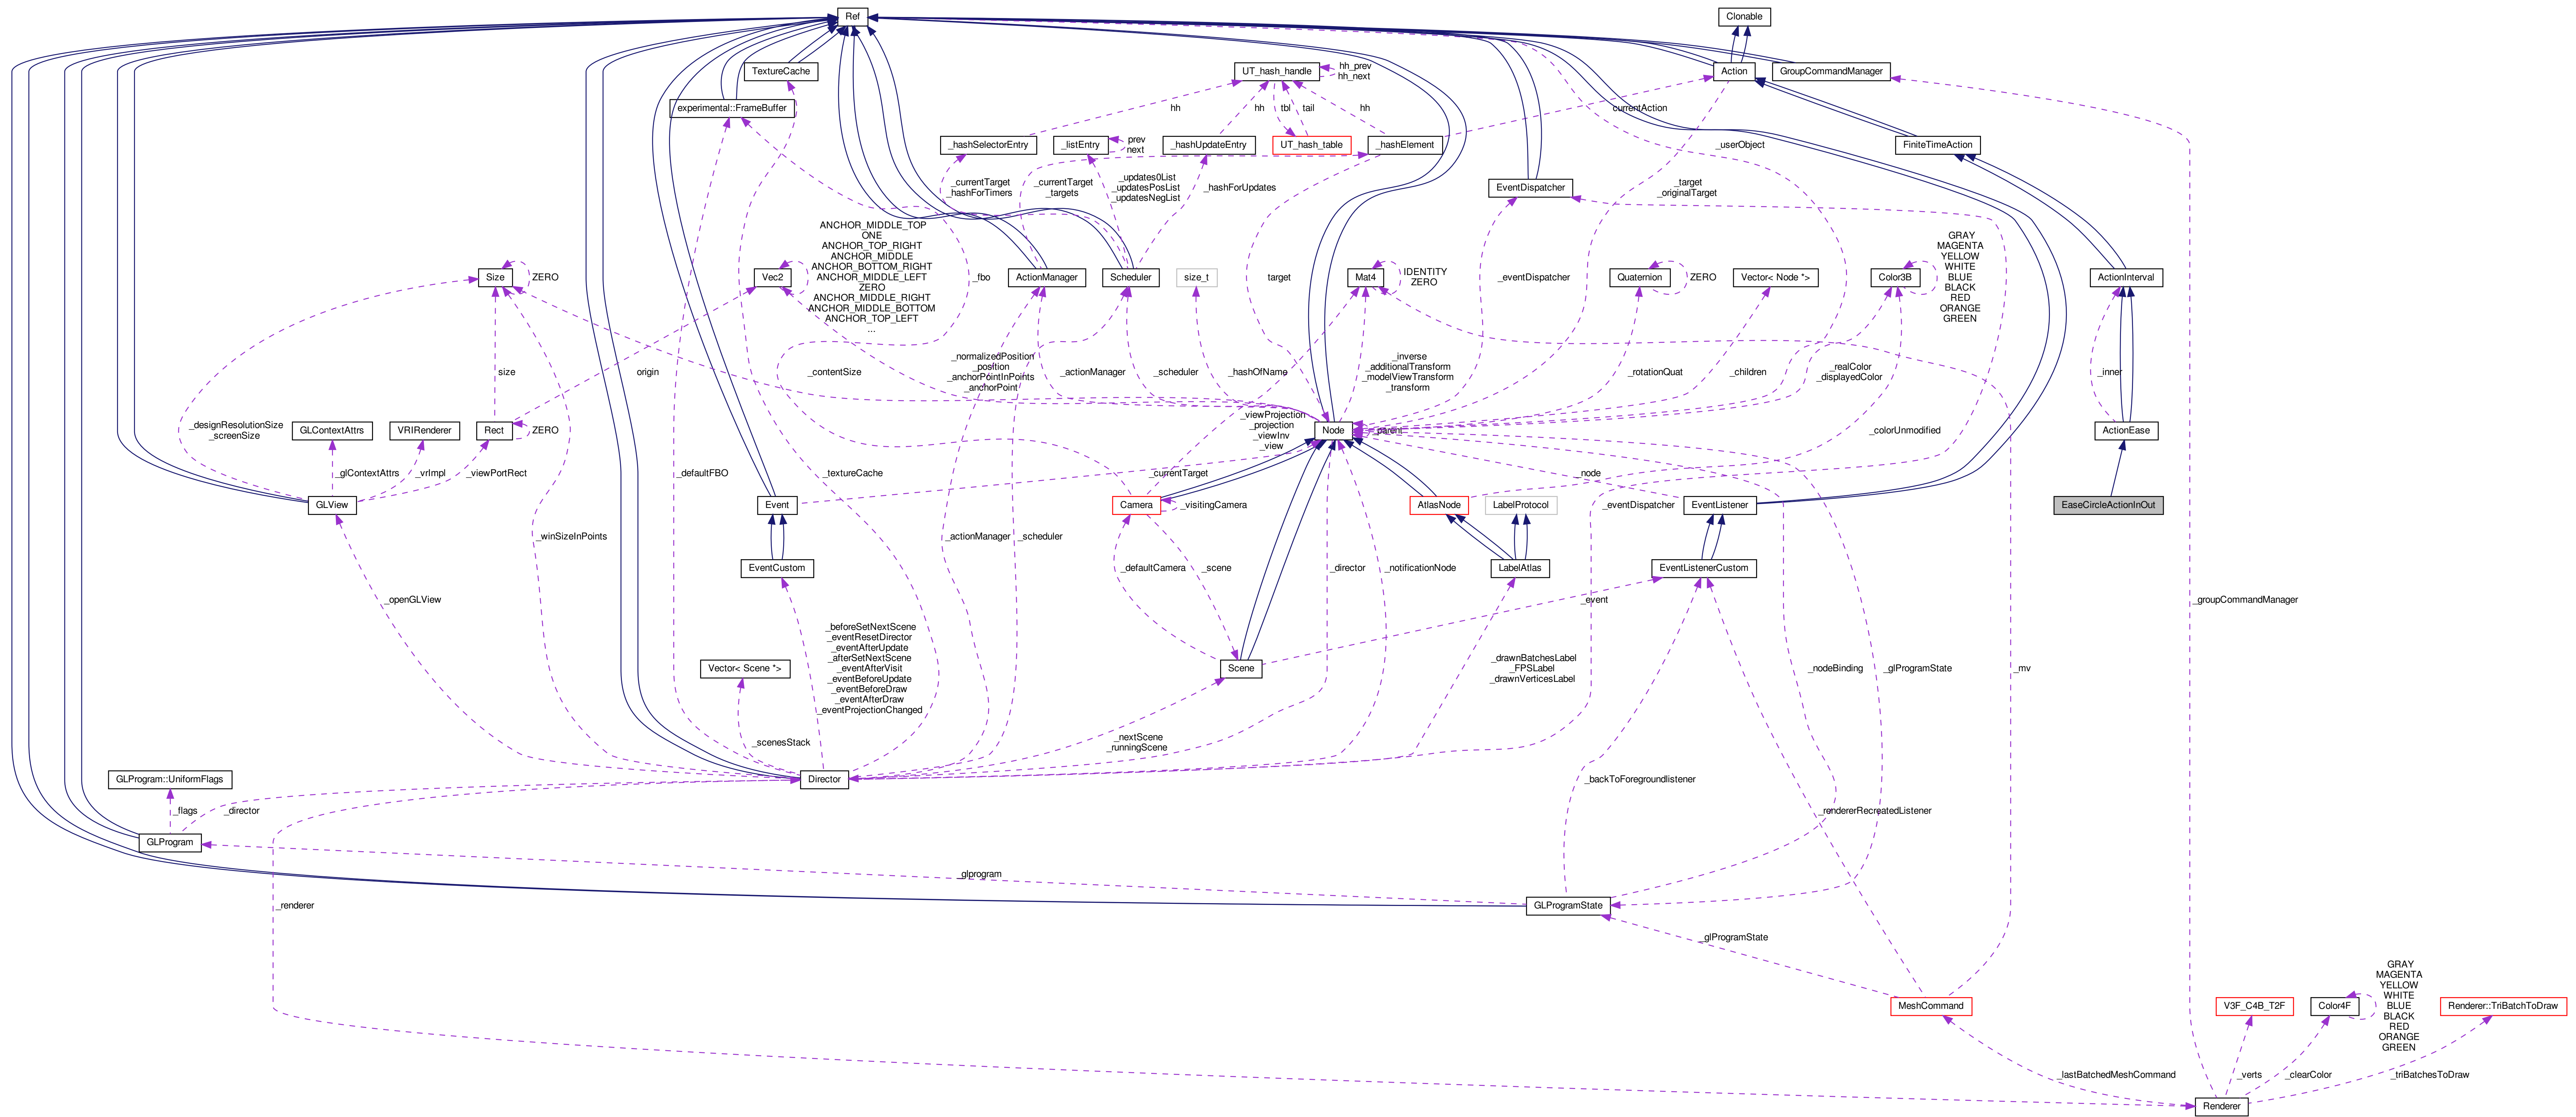 Ref
Clonable
TextureCache
UT_hash_handle
hh_prev
hh_next
Action
GroupCommandManager
experimental::FrameBuffer
hh
hh
tbl
tail
hh
currentAction
_hashSelectorEntry
_listEntry
prev
next
_hashUpdateEntry
UT_hash_table
_hashElement
_userObject
FiniteTimeAction
_currentTarget
_hashForTimers
_currentTarget
_targets
_updates0List
_updatesPosList
_updatesNegList
_hashForUpdates
EventDispatcher
_target
_originalTarget
ANCHOR_MIDDLE_TOP
ONE
ANCHOR_TOP_RIGHT
ANCHOR_MIDDLE
ANCHOR_BOTTOM_RIGHT
ANCHOR_MIDDLE_LEFT
ZERO
ANCHOR_MIDDLE_RIGHT
ANCHOR_MIDDLE_BOTTOM
ANCHOR_TOP_LEFT
...
GRAY
MAGENTA
YELLOW
WHITE
BLUE
BLACK
RED
ORANGE
GREEN
Size
ZERO
Vec2
_fbo
ActionManager
Scheduler
size_t
target
Mat4
IDENTITY
ZERO
_eventDispatcher
Quaternion
ZERO
Vector< Node *>
Color3B
ActionInterval
size
origin
_contentSize
_normalizedPosition
_position
_anchorPointInPoints
_anchorPoint
_actionManager
_scheduler
_hashOfName
_inverse
_additionalTransform
_modelViewTransform
_transform
_rotationQuat
_children
_realColor
_displayedColor
_inner
_designResolutionSize
_screenSize
GLContextAttrs
VRIRenderer
Rect
ZERO
_viewProjection
_projection
_viewInv
_view
Node
_parent
_colorUnmodified
ActionEase
_glContextAttrs
_vrImpl
_viewPortRect
_defaultFBO
_textureCache
_currentTarget
_node
GLView
Event
Camera
_visitingCamera
AtlasNode
LabelProtocol
_eventDispatcher
EventListener
EaseCircleActionInOut
_winSizeInPoints
_actionManager
_scheduler
EventCustom
_defaultCamera
_scene
_director
_notificationNode
LabelAtlas
EventListenerCustom
_openGLView
_event
_groupCommandManager
_beforeSetNextScene
_eventResetDirector
_eventAfterUpdate
_afterSetNextScene
_eventAfterVisit
_eventBeforeUpdate
_eventBeforeDraw
_eventAfterDraw
_eventProjectionChanged
Vector< Scene *>
Scene
_drawnBatchesLabel
_FPSLabel
_drawnVerticesLabel
_nodeBinding
_glProgramState
_mv
_scenesStack
_nextScene
_runningScene
GLProgram::UniformFlags
Director
_backToForegroundlistener
_flags
_director
_rendererRecreatedListener
GLProgram
_glprogram
_renderer
GLProgramState
_glProgramState
GRAY
MAGENTA
YELLOW
WHITE
BLUE
BLACK
RED
ORANGE
GREEN
MeshCommand
V3F_C4B_T2F
Color4F
Renderer::TriBatchToDraw
_lastBatchedMeshCommand
_verts
_clearColor
_triBatchesToDraw
Renderer